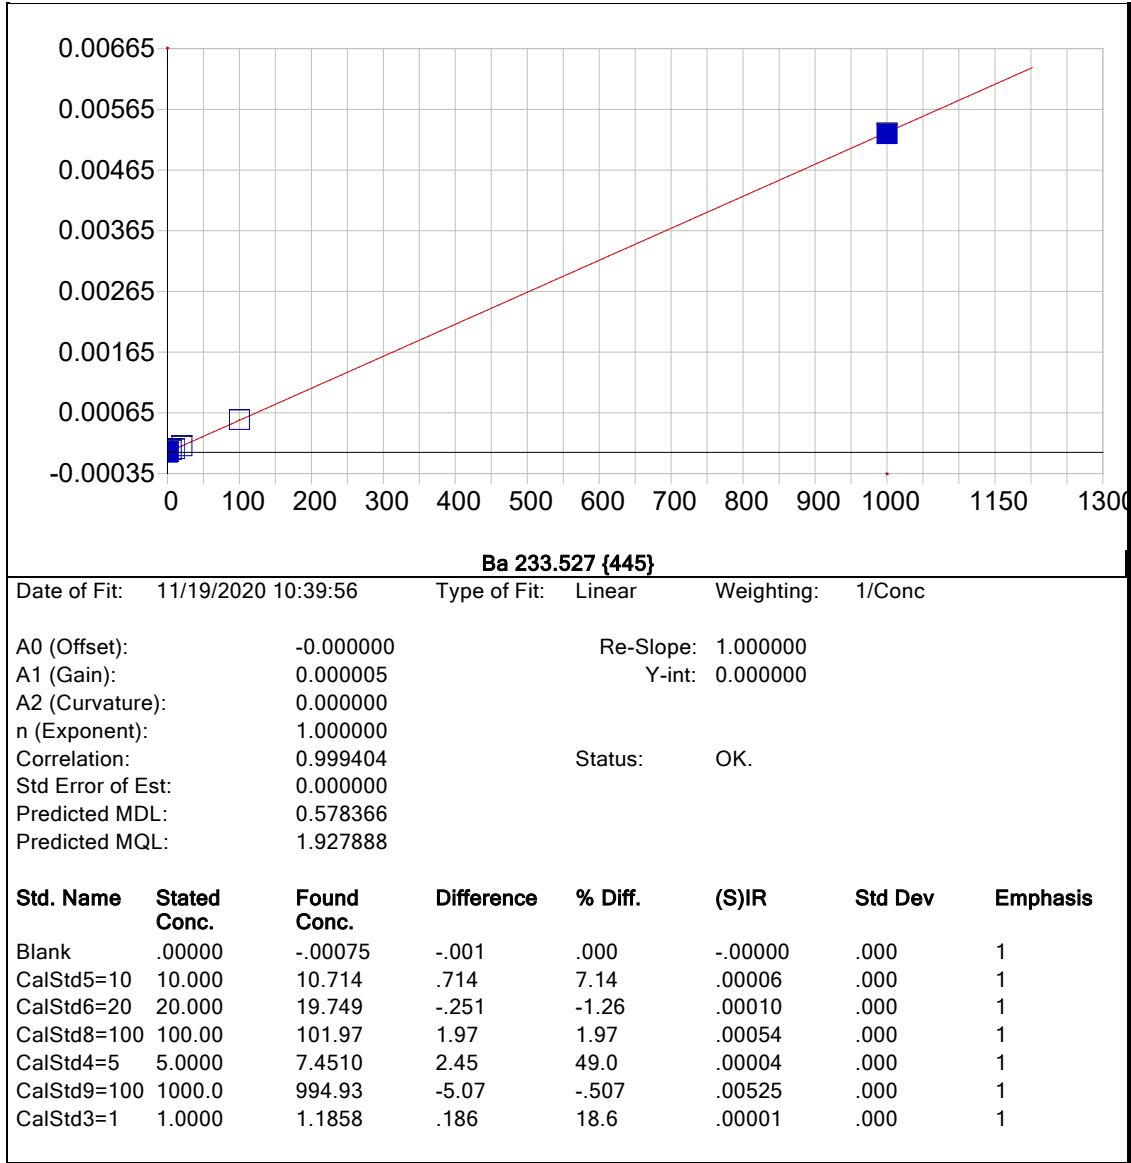 0.00665
0.00565
0.00465
0.00365
0.00265
0.00165
0.00065
-0.00035
0 100 200 300 400 500 600 700 800 900 1000 1150 1300
Ba 233.527 {445}
Date of Fit: 11/19/2020 10:39:56 Type of Fit: Linear Weighting: 1/Conc
A0 (Offset): -0.000000 Re-Slope: 1.000000
A1 (Gain): 0.000005 Y-int: 0.000000
A2 (Curvature): 0.000000
n (Exponent): 1.000000
Correlation: 0.999404 Status: OK.
Std Error of Est: 0.000000
Predicted MDL: 0.578366
Predicted MQL: 1.927888
Std. Name Stated Found Difference % Diff. (S)IR Std Dev Emphasis
Conc. Conc.
Blank .00000 -.00075 -.001 .000 -.00000 .000 1
CalStd5=10 10.000 10.714 .714 7.14 .00006 .000 1
CalStd6=20 20.000 19.749 -.251 -1.26 .00010 .000 1
CalStd8=100 100.00 101.97 1.97 1.97 .00054 .000 1
CalStd4=5 5.0000 7.4510 2.45 49.0 .00004 .000 1
CalStd9=100 1000.0 994.93 -5.07 -.507 .00525 .000 1
CalStd3=1 1.0000 1.1858 .186 18.6 .00001 .000 1